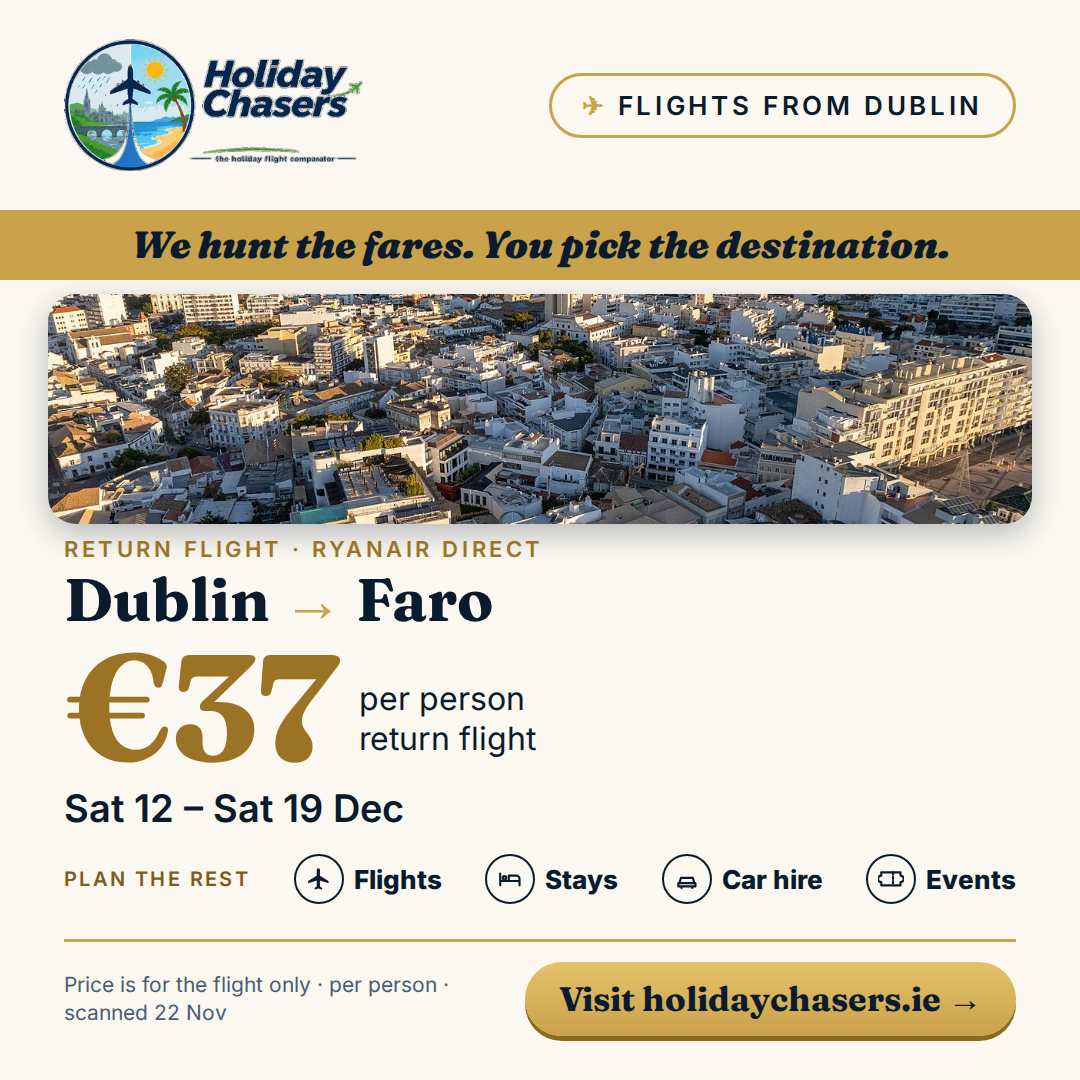 Holiday
Chasers
the holiday flight comparator
✈ FLIGHTS FROM DUBLIN
We hunt the fares. You pick the destination.
RETURN FLIGHT · RYANAIR DIRECT
Dublin → Faro
€37
per person
return flight
Sat 12 – Sat 19 Dec
PLAN THE REST Flights Stays Car hire Events
Price is for the flight only · per person ·
scanned 22 Nov
Visit holidaychasers.ie →